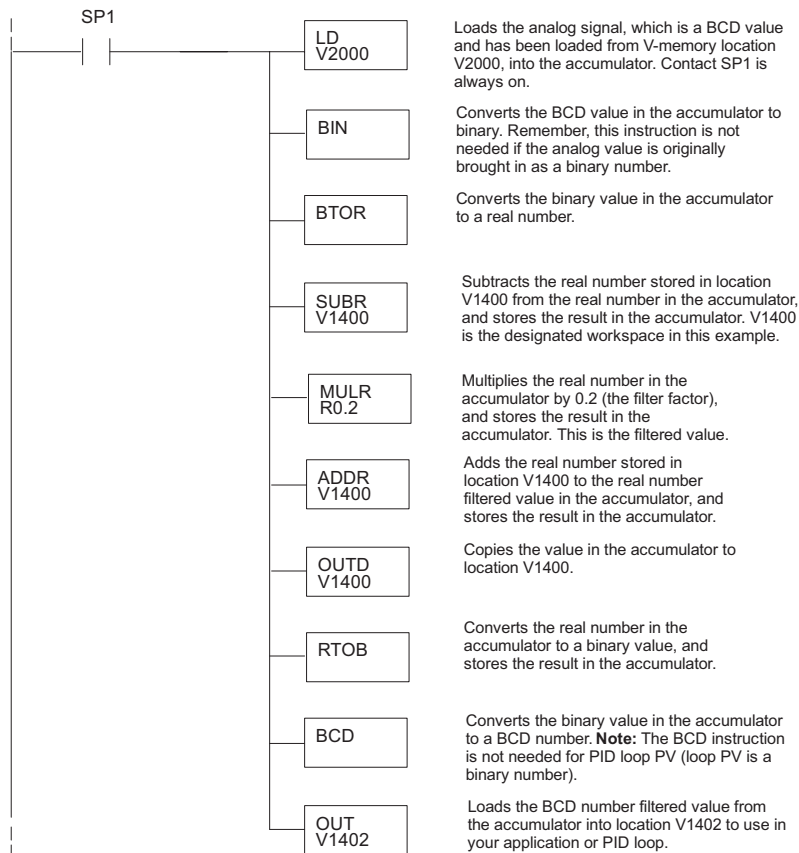 SP1
LD
V2000
Loads the analog signal, which is a BCD value
and has been loaded from V-memory location
V2000, into the accumulator. Contact SP1 is
always on.
BIN
Converts the BCD value in the accumulator to
binary. Remember, this instruction is not
needed if the analog value is originally
brought in as a binary number.
BTOR
Converts the binary value in the accumulator
to a real number.
SUBR
V1400
Subtracts the real number stored in location
V1400 from the real number in the accumulator,
and stores the result in the accumulator. V1400
is the designated workspace in this example.
MULR
R0.2
Multiplies the real number in the
accumulator by 0.2 (the filter factor),
and stores the result in the
accumulator. This is the filtered value.
ADDR
V1400
Adds the real number stored in
location V1400 to the real number
filtered value in the accumulator, and
stores the result in the accumulator.
OUTD
V1400
Copies the value in the accumulator to
location V1400.
RTOB
Converts the real number in the
accumulator to a binary value, and
stores the result in the accumulator.
BCD
Converts the binary value in the accumulator
to a BCD number. Note: The BCD instruction
is not needed for PID loop PV (loop PV is a
binary number).
OUT
V1402
Loads the BCD number filtered value from
the accumulator into location V1402 to use in
your application or PID loop.